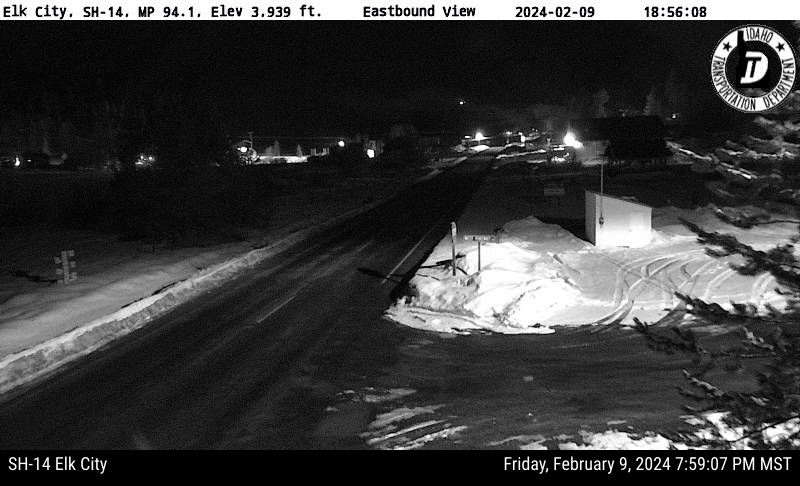 Elk City, SH-14, MP 94.1, Elev 3,939 ft. Eastbound View 2024-02-09 18:56:08
IDAHO
TRANSPORTATION DEPARTMENT
SH-14 Elk City Friday, February 9, 2024 7:59:07 PM MST